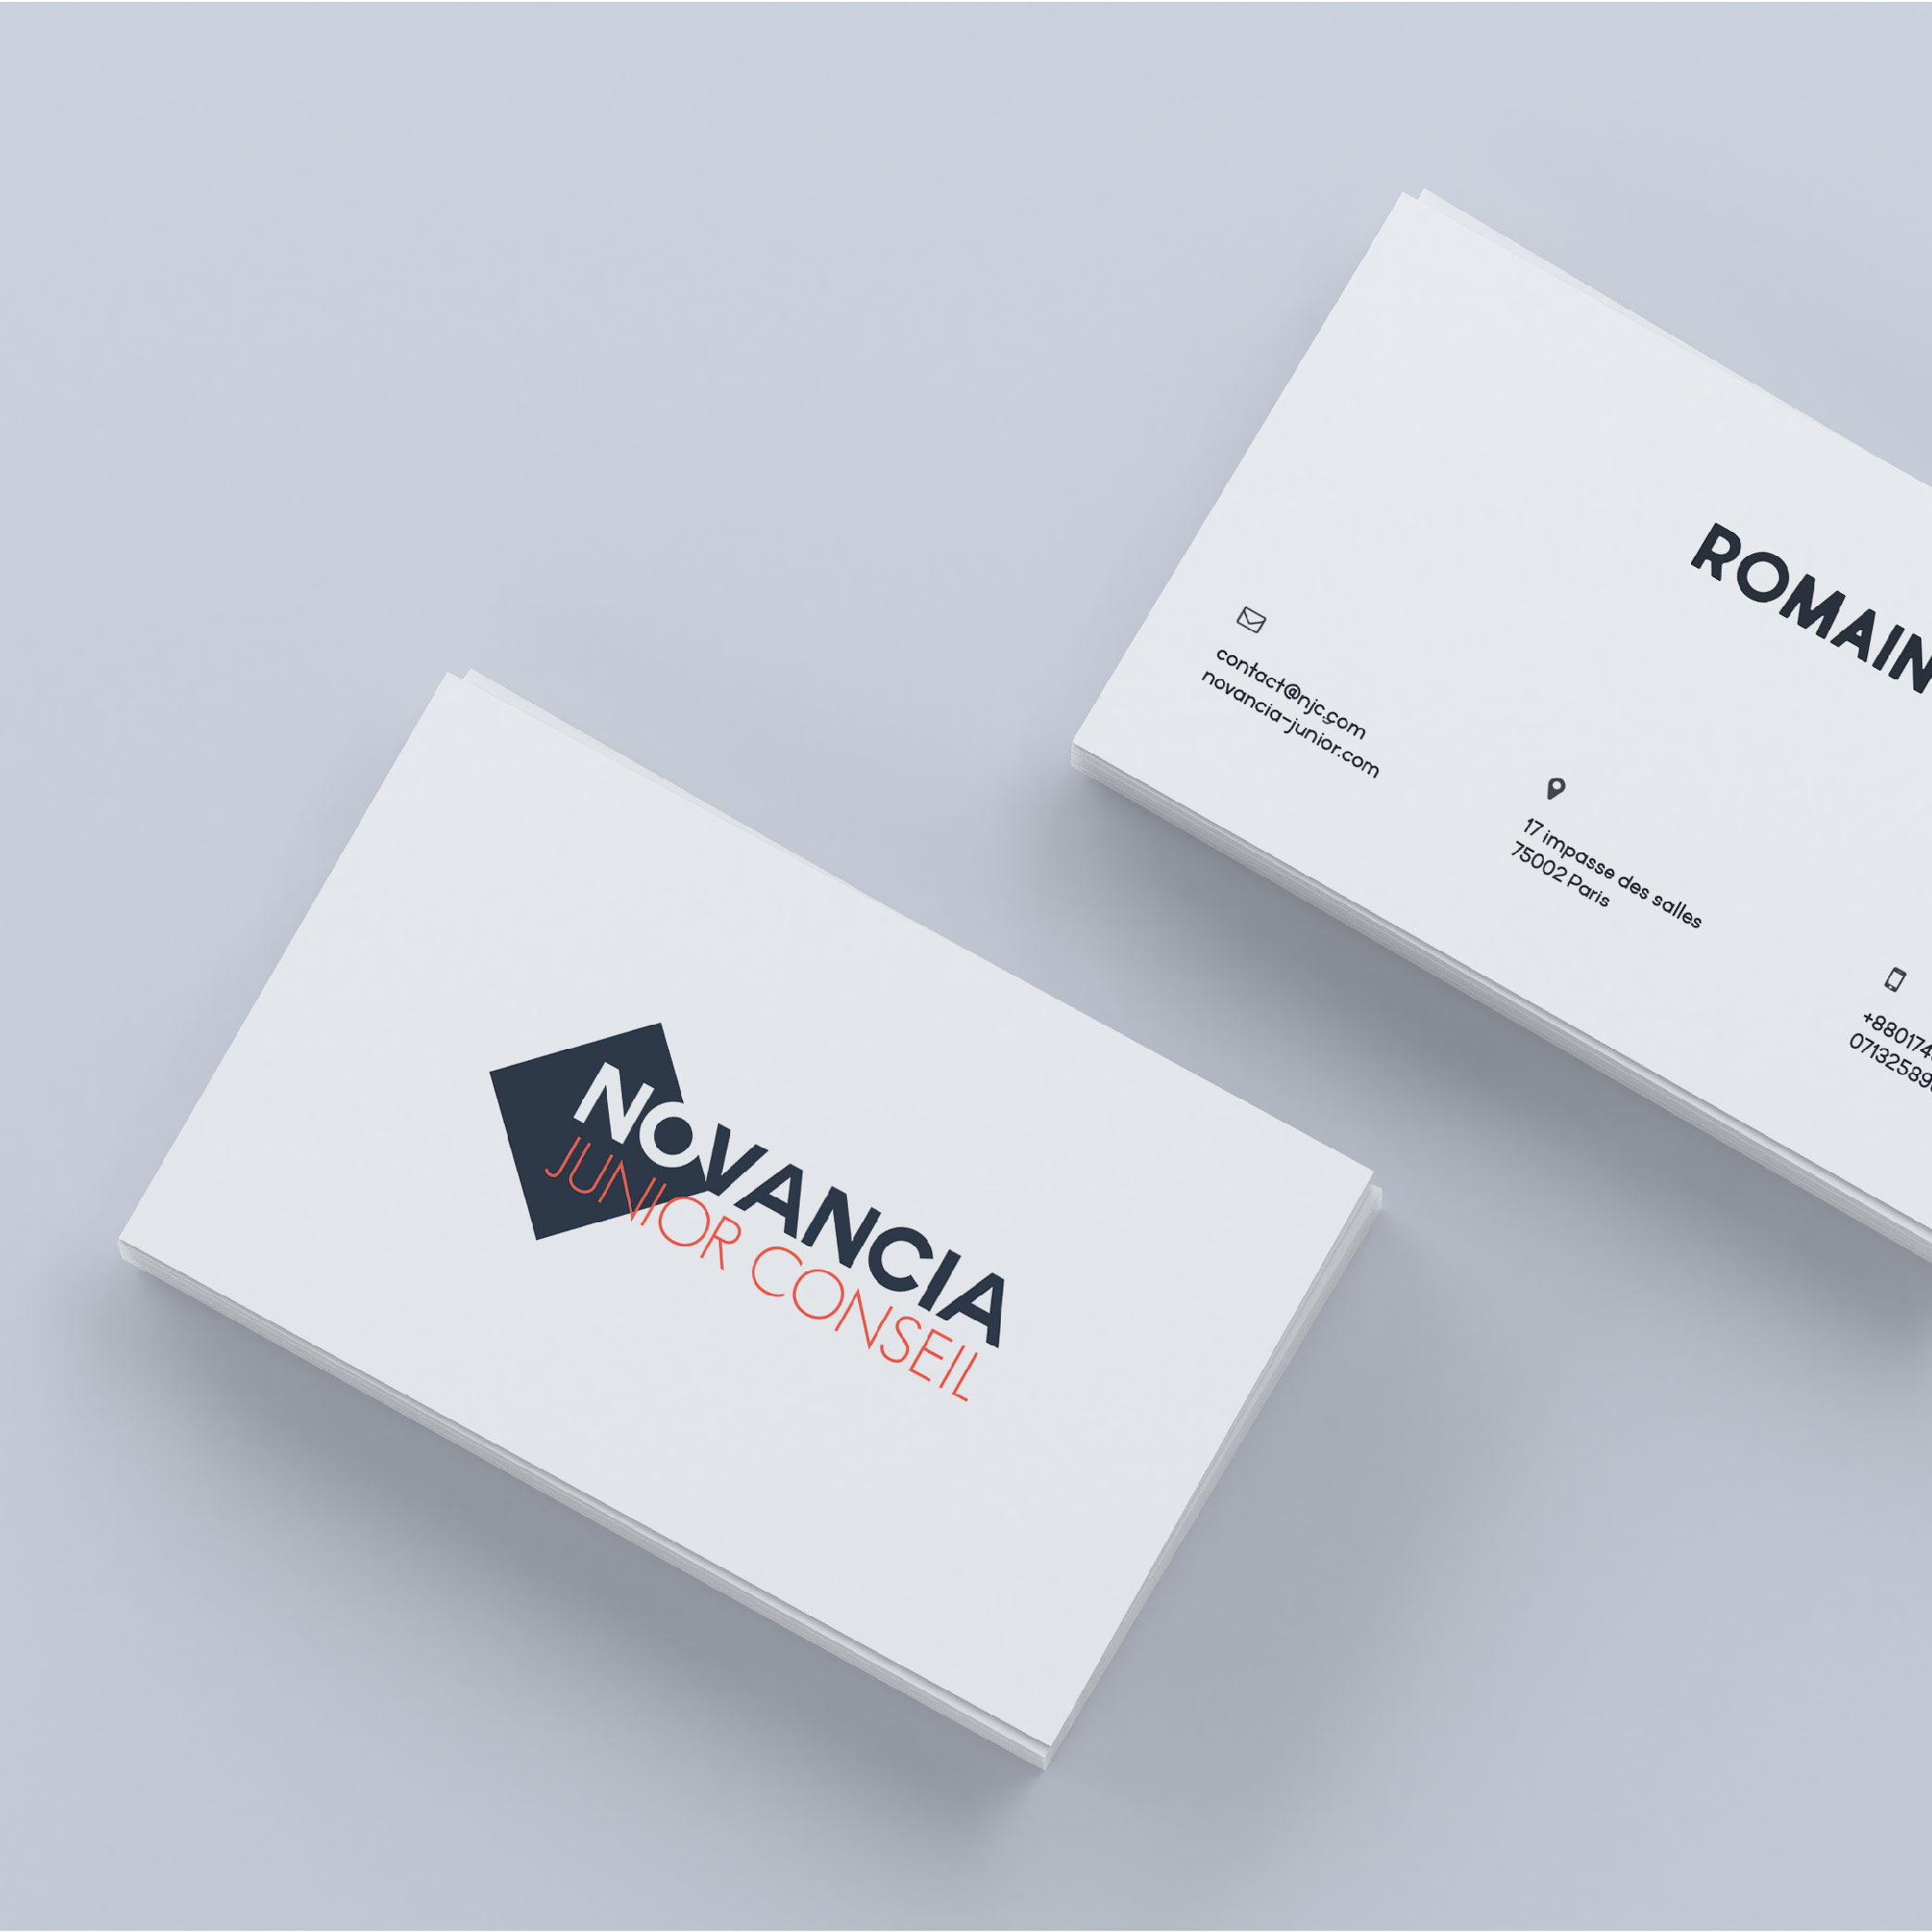 NOVANCIA
JUNIOR CONSEIL
ROMAIN
contact@njc.com
novancia-junior.com
17 impasse des salles
75002 Paris